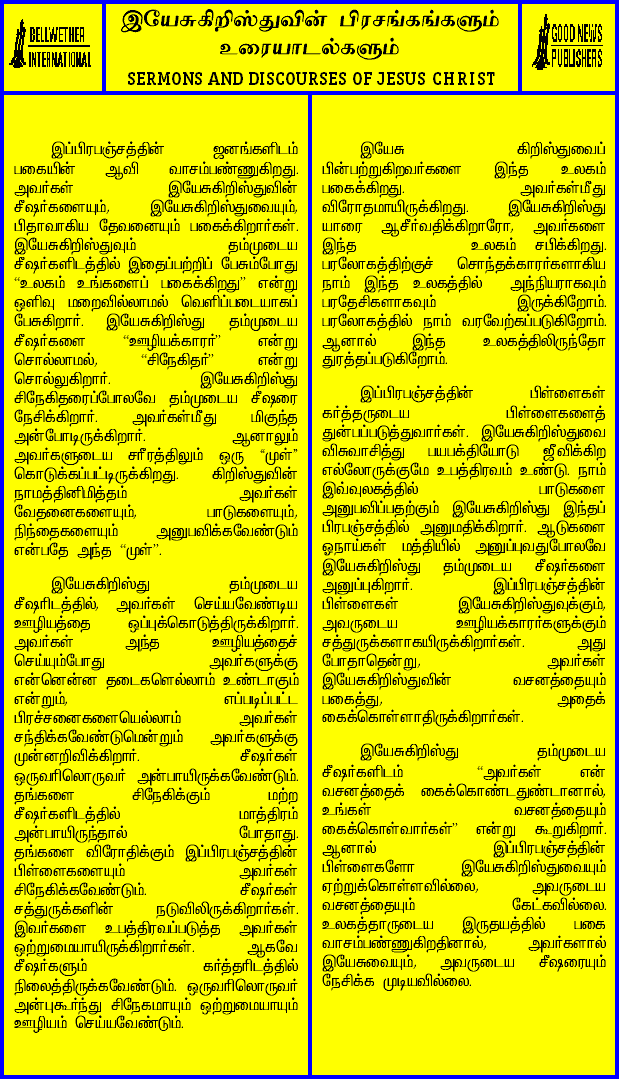 BELLWETHER
INTERNATIONAL
இயேசுகிறிஸ்துவின் பிரசங்கங்களும்
உரையாடல்களும்
SERMONS AND DISCOURSES OF JESUS CHRIST
GOOD NEWS
PUBLISHERS
இப்பிரபஞ்சத்தின் ஜனங்களிடம்
பகையின் ஆவி வாசம்பண்ணுகிறது.
அவர்கள் இயேசுகிறிஸ்துவின்
சீஷர்களையும், இயேசுகிறிஸ்துவையும்,
பிதாவாகிய தேவனையும் பகைக்கிறார்கள்.
இயேசுகிறிஸ்துவும் தம்முடைய
சீஷர்களிடத்தில் இதைப்பற்றிப் பேசும்போது
“உலகம் உங்களைப் பகைக்கிறது” என்று
ஒளிவு மறைவில்லாமல் வெளிப்படையாகப்
பேசுகிறார். இயேசுகிறிஸ்து தம்முடைய
சீஷர்களை “ஊழியக்காரர்” என்று
சொல்லாமல், “சிநேகிதர்” என்று
சொல்லுகிறார். இயேசுகிறிஸ்து
சிநேகிதரைப்போலவே தம்முடைய சீஷரை
நேசிக்கிறார். அவர்கள்மீது மிகுந்த
அன்போடிருக்கிறார். ஆனாலும்
அவர்களுடைய சரீரத்திலும் ஒரு “முள்”
கொடுக்கப்பட்டிருக்கிறது. கிறிஸ்துவின்
நாமத்தினிமித்தம் அவர்கள்
வேதனைகளையும், பாடுகளையும்,
நிந்தைகளையும் அனுபவிக்கவேண்டும்
என்பதே அந்த “முள்”.
இயேசுகிறிஸ்து தம்முடைய
சீஷரிடத்தில், அவர்கள் செய்யவேண்டிய
ஊழியத்தை ஒப்புக்கொடுத்திருக்கிறார்.
அவர்கள் அந்த ஊழியத்தைச்
செய்யும்போது அவர்களுக்கு
என்னென்ன தடைகளெல்லாம் உண்டாகும்
என்றும், எப்படிப்பட்ட
பிரச்சனைகளையெல்லாம் அவர்கள்
சந்திக்கவேண்டுமென்றும் அவர்களுக்கு
முன்னறிவிக்கிறார். சீஷர்கள்
ஒருவரிலொருவர் அன்பாயிருக்கவேண்டும்.
தங்களை சிநேகிக்கும் மற்ற
சீஷர்களிடத்தில் மாத்திரம்
அன்பாயிருந்தால் போதாது.
தங்களை விரோதிக்கும் இப்பிரபஞ்சத்தின்
பிள்ளைகளையும் அவர்கள்
சிநேகிக்கவேண்டும். சீஷர்கள்
சத்துருக்களின் நடுவிலிருக்கிறார்கள்.
இவர்களை உபத்திரவப்படுத்த அவர்கள்
ஒற்றுமையாயிருக்கிறார்கள். ஆகவே
சீஷர்களும் கர்த்தரிடத்தில்
நிலைத்திருக்கவேண்டும். ஒருவரிலொருவர்
அன்புகூர்ந்து சிநேகமாயும் ஒற்றுமையாயும்
ஊழியம் செய்யவேண்டும்.
இயேசு கிறிஸ்துவைப்
பின்பற்றுகிறவர்களை இந்த உலகம்
பகைக்கிறது. அவர்கள்மீது
விரோதமாயிருக்கிறது. இயேசுகிறிஸ்து
யாரை ஆசீர்வதிக்கிறாரோ, அவர்களை
இந்த உலகம் சபிக்கிறது.
பரலோகத்திற்குச் சொந்தக்காரர்களாகிய
நாம் இந்த உலகத்தில் அந்நியராகவும்
பரதேசிகளாகவும் இருக்கிறோம்.
பரலோகத்தில் நாம் வரவேற்கப்படுகிறோம்.
ஆனால் இந்த உலகத்திலிருந்தோ
துரத்தப்படுகிறோம்.
இப்பிரபஞ்சத்தின் பிள்ளைகள்
கர்த்தருடைய பிள்ளைகளைத்
துன்பப்படுத்துவார்கள். இயேசுகிறிஸ்துவை
விசுவாசித்து பயபக்தியோடு ஜீவிக்கிற
எல்லோருக்குமே உபத்திரவம் உண்டு. நாம்
இவ்வுலகத்தில் பாடுகளை
அனுபவிப்பதற்கும் இயேசுகிறிஸ்து இந்தப்
பிரபஞ்சத்தில் அனுமதிக்கிறார். ஆடுகளை
ஓநாய்கள் மத்தியில் அனுப்புவதுபோலவே
இயேசுகிறிஸ்து தம்முடைய சீஷர்களை
அனுப்புகிறார். இப்பிரபஞ்சத்தின்
பிள்ளைகள் இயேசுகிறிஸ்துவுக்கும்,
அவருடைய ஊழியக்காரர்களுக்கும்
சத்துருக்களாகயிருக்கிறார்கள். அது
போதாதென்று, அவர்கள்
இயேசுகிறிஸ்துவின் வசனத்தையும்
பகைத்து, அதைக்
கைக்கொள்ளாதிருக்கிறார்கள்.
இயேசுகிறிஸ்து தம்முடைய
சீஷர்களிடம் “அவர்கள் என்
வசனத்தைக் கைக்கொண்டதுண்டானால்,
உங்கள் வசனத்தையும்
கைக்கொள்வார்கள்” என்று கூறுகிறார்.
ஆனால் இப்பிரபஞ்சத்தின்
பிள்ளைகளோ இயேசுகிறிஸ்துவையும்
ஏற்றுக்கொள்ளவில்லை, அவருடைய
வசனத்தையும் கேட்கவில்லை.
உலகத்தாருடைய இருதயத்தில் பகை
வாசம்பண்ணுகிறதினால், அவர்களால்
இயேசுவையும், அவருடைய சீஷரையும்
நேசிக்க முடியவில்லை.